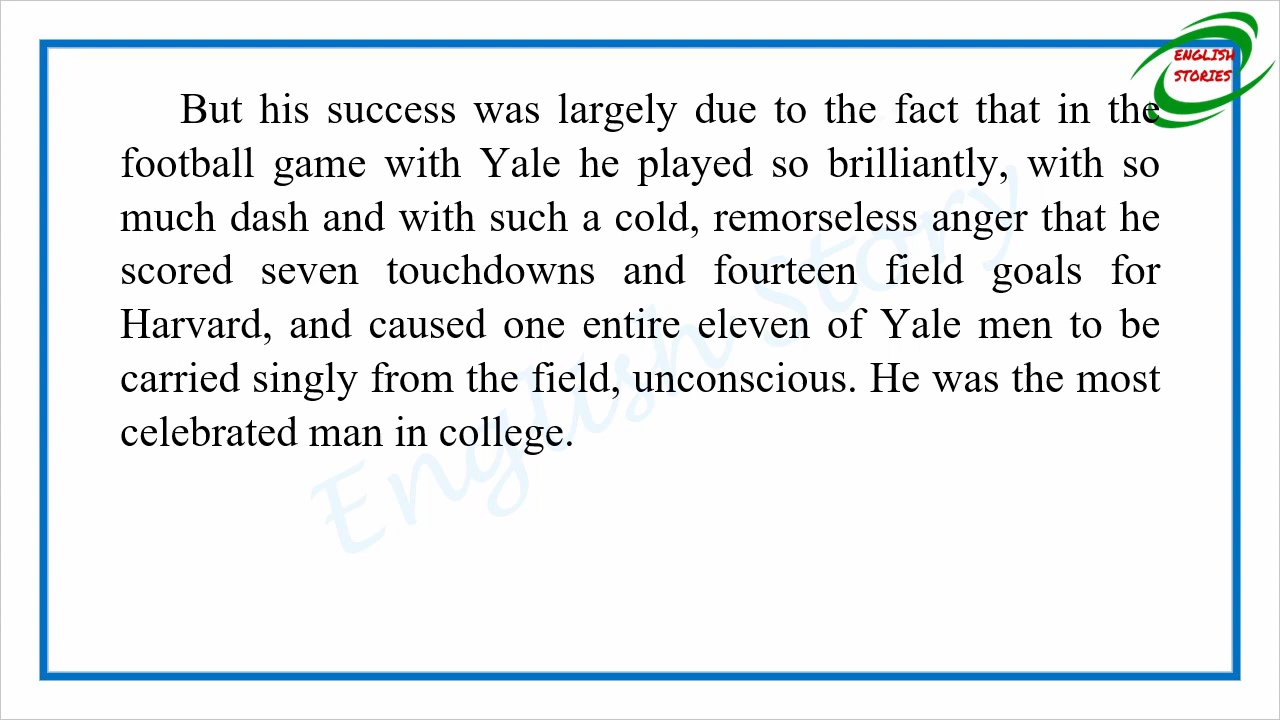 ENGLISH
STORIES
But his success was largely due to the fact that in the
football game with Yale he played so brilliantly, with so
much dash and with such a cold, remorseless anger that he
scored seven touchdowns and fourteen field goals for
Harvard, and caused one entire eleven of Yale men to be
carried singly from the field, unconscious. He was the most
celebrated man in college.
English Story